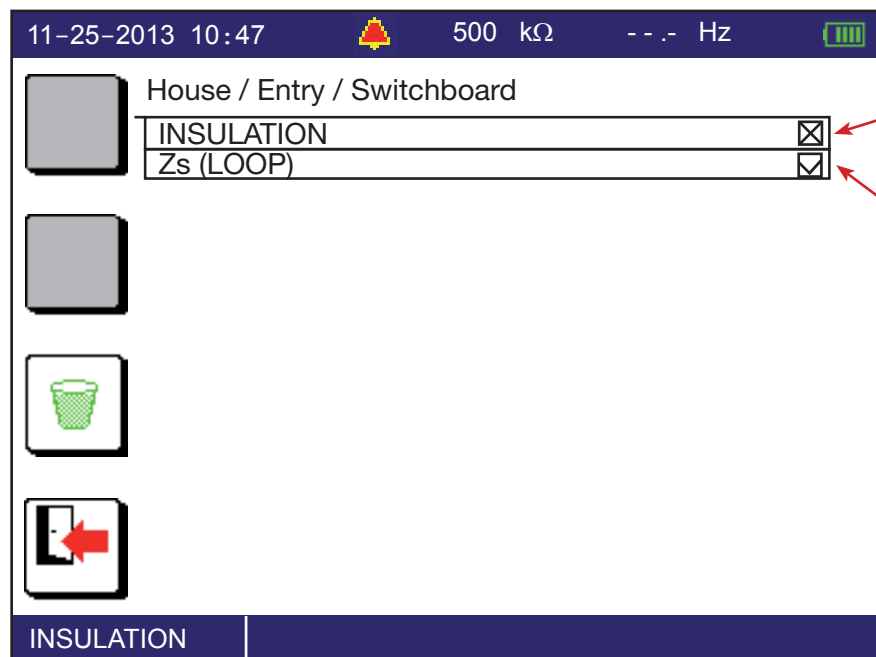 11-25-2013 10:47 500 kΩ - - .- Hz
House / Entry / Switchboard
INSULATION
Zs (LOOP)
INSULATION